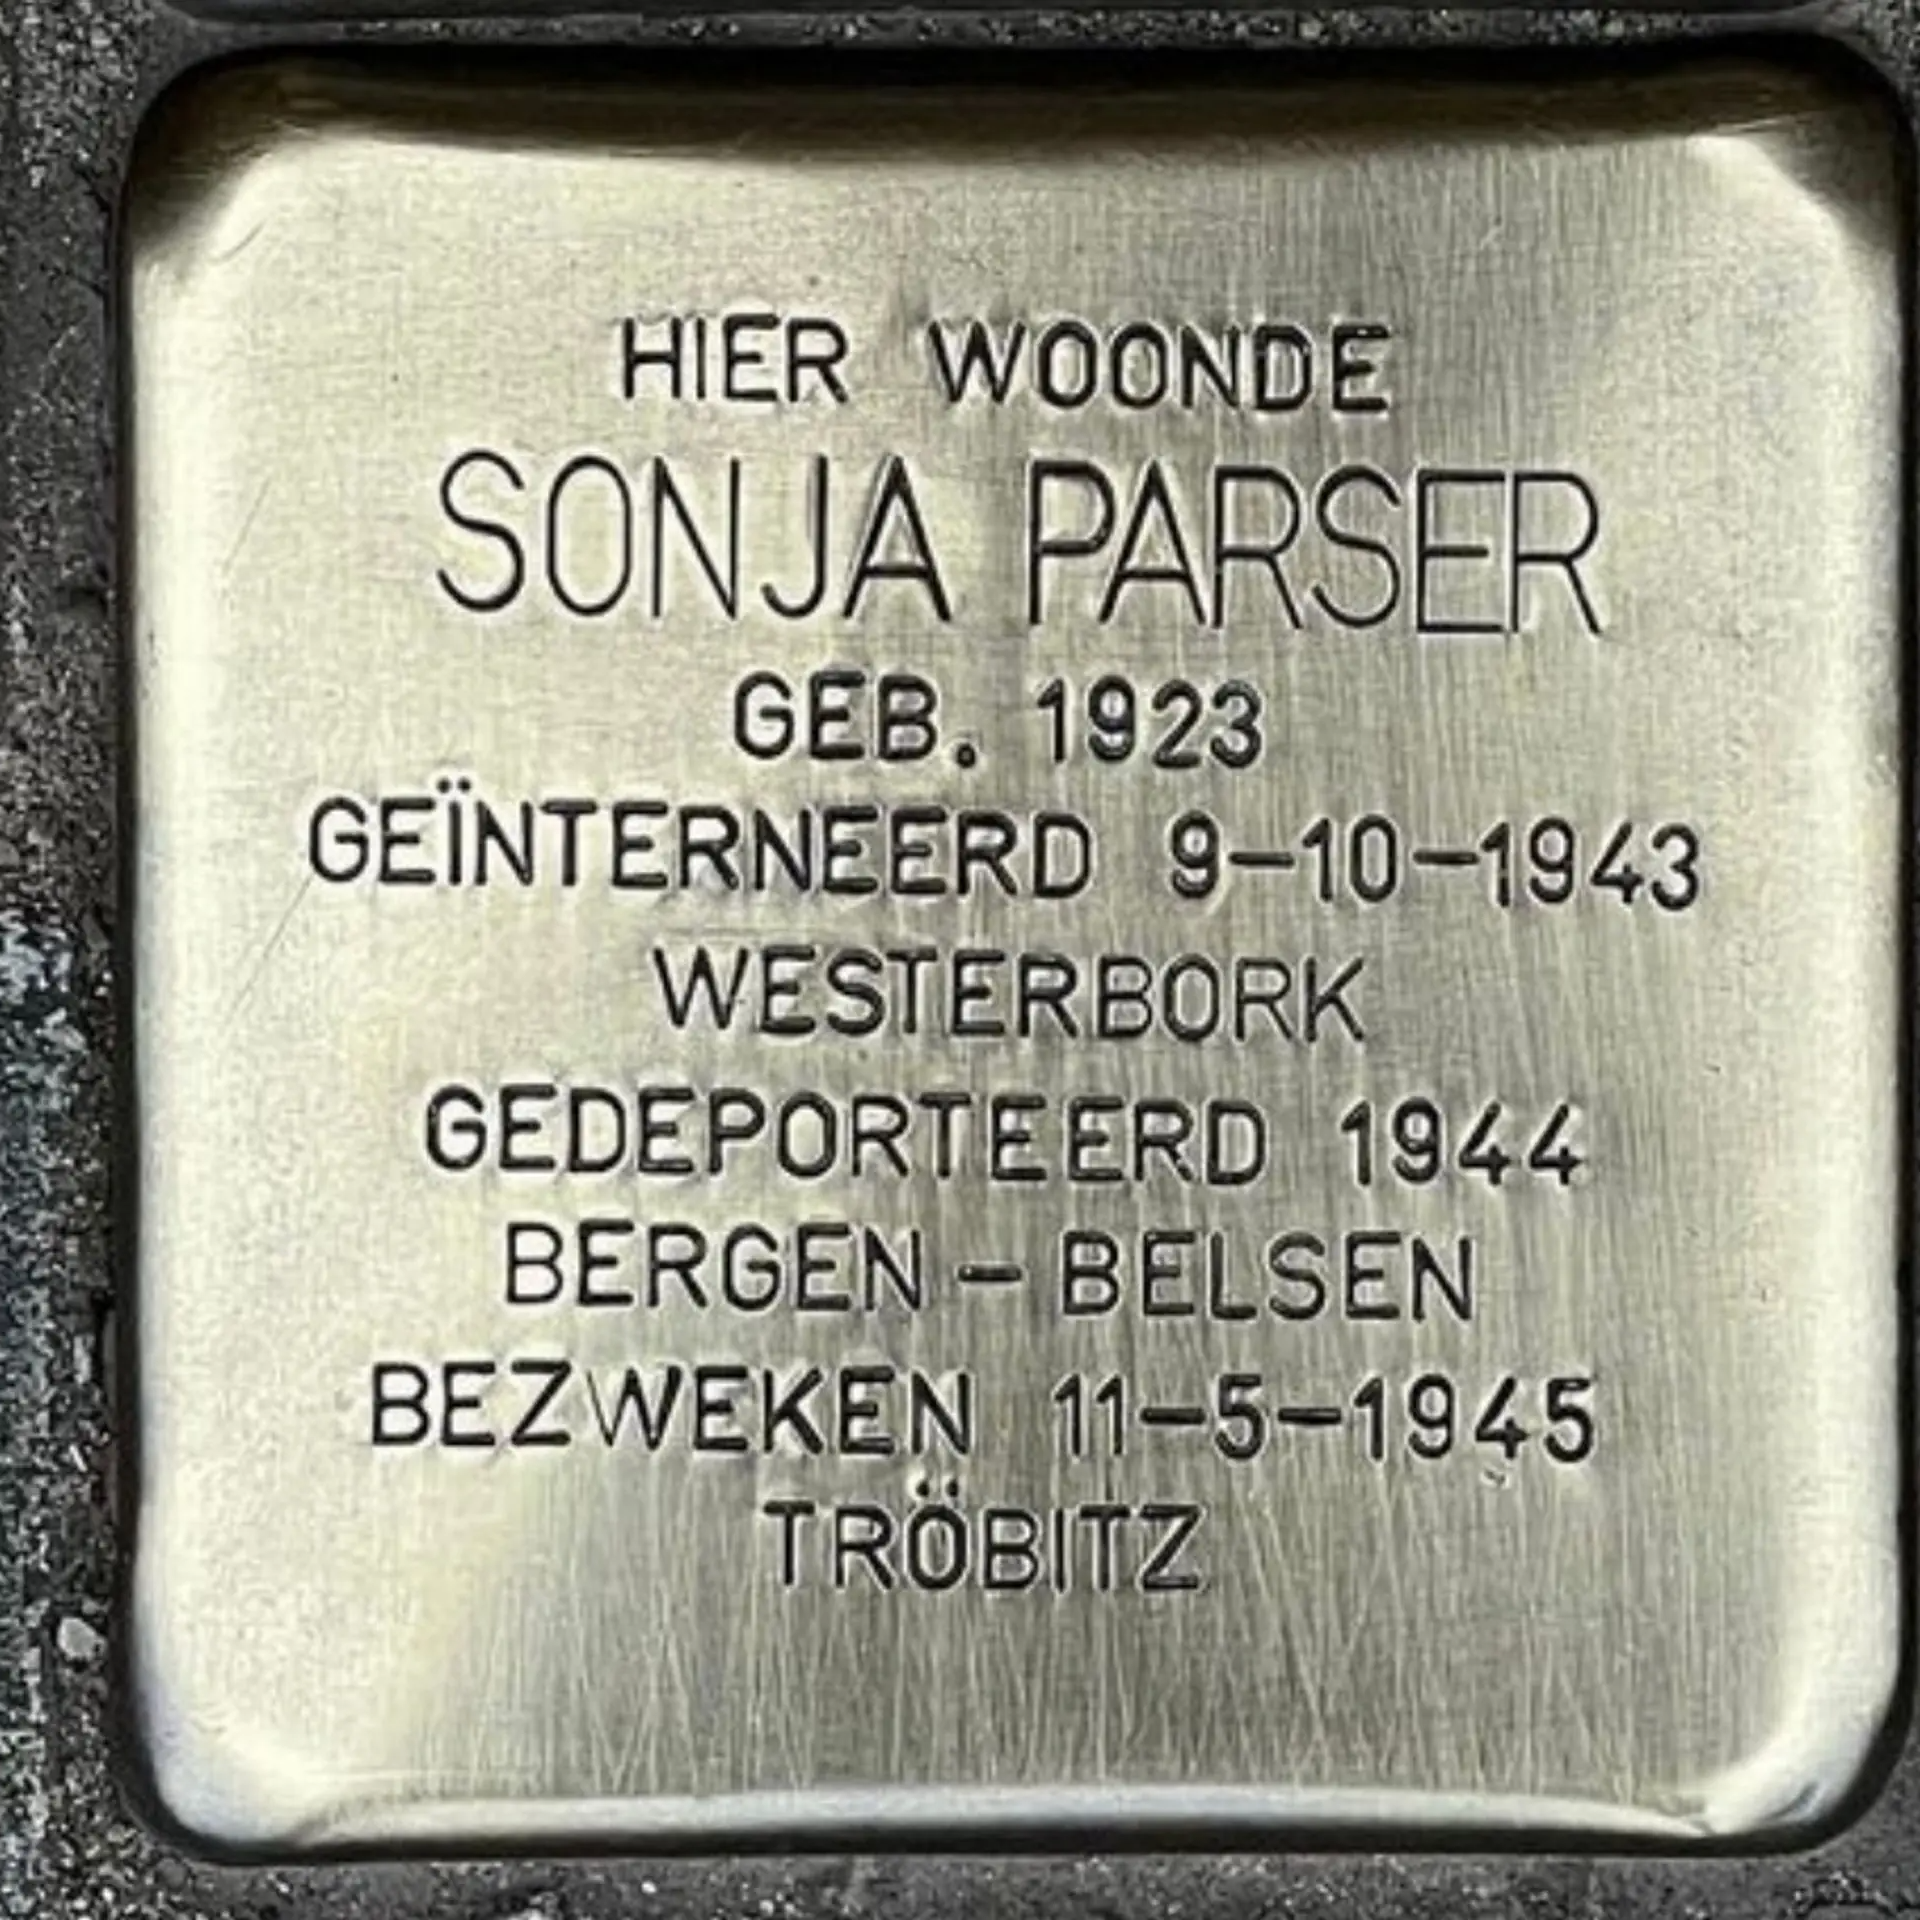 HIER WOONDE
SONJA PARSER
GEB. 1923
GEÏNTERNEERD 9-10-1943
WESTERBORK
GEDEPORTEERD 1944
BERGEN - BELSEN
BEZWEKEN 11-5-1945
TRÖBITZ